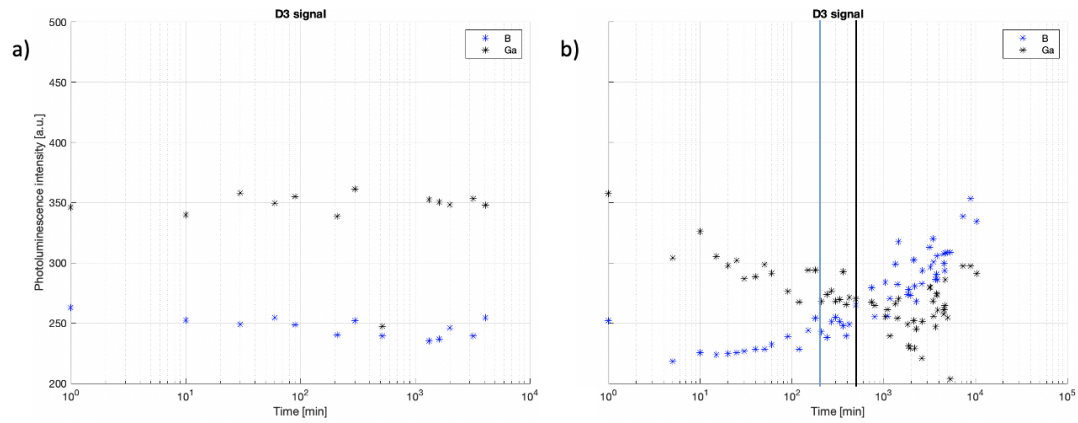 a)
D3 signal
B
Ga
Photoluminescence intensity [a.u.]
500
450
400
350
300
250
200
10^0
10^1
10^2
10^3
10^4
Time [min]
b)
D3 signal
B
Ga
10^0
10^1
10^2
10^3
10^4
10^5
Time [min]